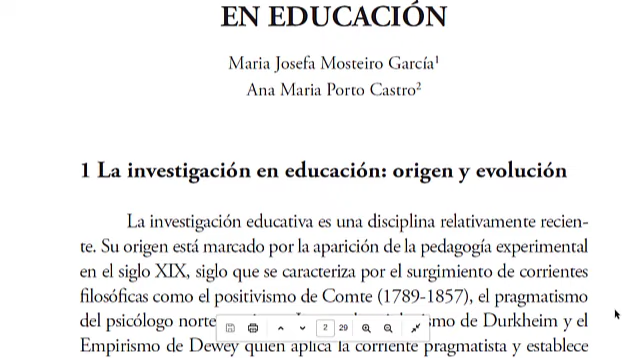 EN EDUCACIÓN
Maria Josefa Mosteiro García¹
Ana Maria Porto Castro²
1 La investigación en educación: origen y evolución
La investigación educativa es una disciplina relativamente recien-
te. Su origen está marcado por la aparición de la pedagogía experimental
en el siglo XIX, siglo que se caracteriza por el surgimiento de corrientes
filosóficas como el positivismo de Comte (1789-1857), el pragmatismo
del psicólogo norte
2 29
smo de Durkheim y el
Empirismo de Dewey quien aplica la corriente pragmatista y establece